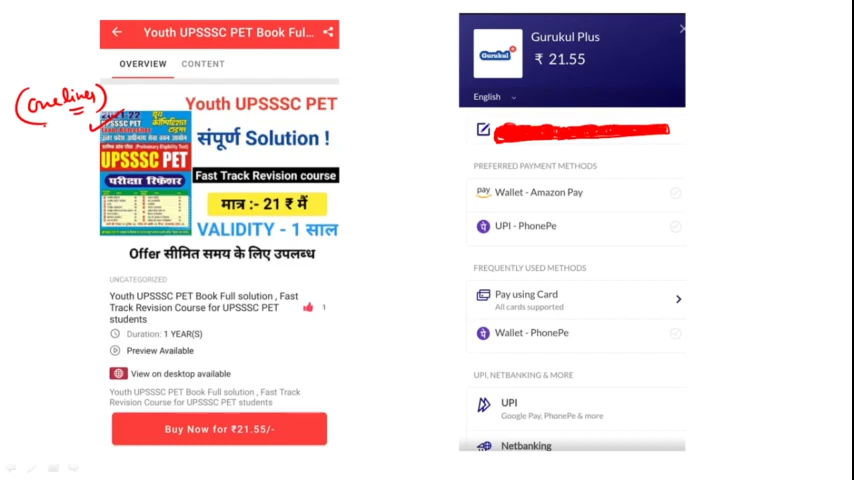 Youth UPSSSC PET Book Ful...
OVERVIEW
CONTENT
(One liner)
2021-22
UPSSSC PET
UPSSSC PET
परीक्षा रिफ्रेशर
Youth UPSSSC PET
संपूर्ण Solution !
Fast Track Revision course
मात्र :- 21 ₹ मैं
VALIDITY - 1 साल
Offer सीमित समय के लिए उपलब्ध
UNCATEGORIZED
Youth UPSSSC PET Book Full solution , Fast
Track Revision Course for UPSSSC PET
students
1
Duration: 1 YEAR(S)
Preview Available
View on desktop available
Youth UPSSSC PET Book Full solution , Fast
Track Revision Course for UPSSSC PET students
Buy Now for ₹21.55/-
Gurukul
Gurukul Plus
₹ 21.55
English
PREFERRED PAYMENT METHODS
pay
Wallet - Amazon Pay
UPI - PhonePe
FREQUENTLY USED METHODS
Pay using Card
All cards supported
Wallet - PhonePe
UPI, NETBANKING & MORE
UPI
Google Pay, PhonePe & more
Netbanking